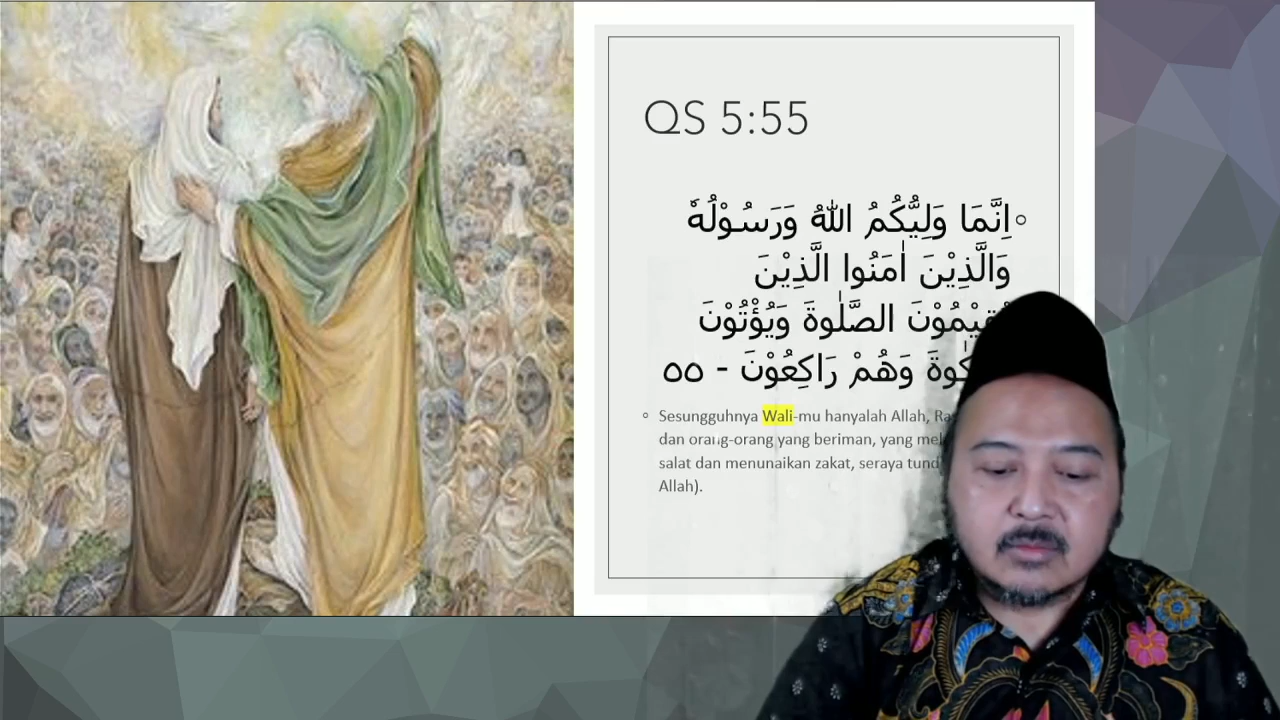 QS 5:55
اِنَّمَا وَلِيُّكُمُ اللّٰهُ وَرَسُوْلُهٗ
وَالَّذِيْنَ اٰمَنُوا الَّذِيْنَ
الصَّلٰوةَ وَيُؤْتُوْنَ
وَهُمْ رَاكِعُوْنَ - ٥٥
Sesungguhnya Wali-mu hanyalah Allah,
dan orang-orang yang beriman, yang
salat dan menunaikan zakat, seraya
Allah).